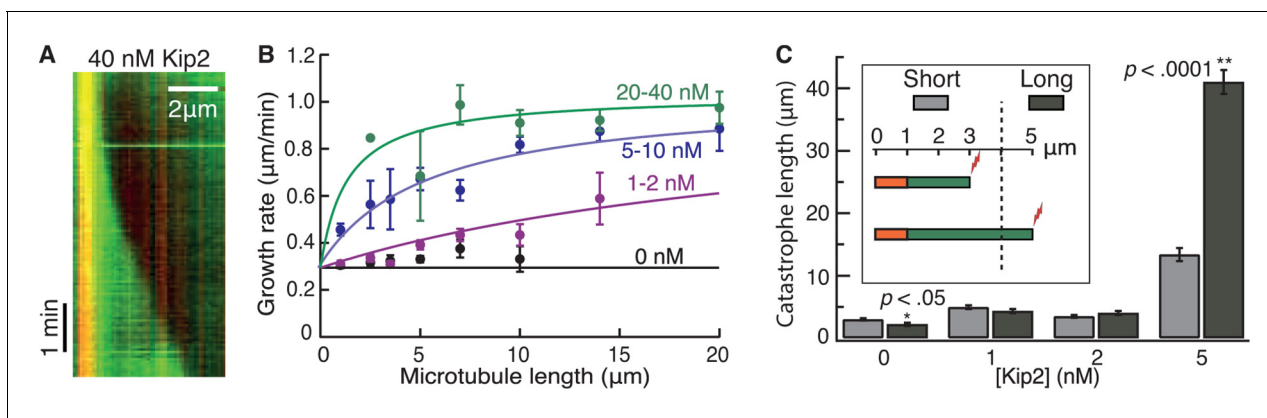 A
40 nM Kip2
2μm
1 min
B
Growth rate (μm/min)
1.2
1.0
0.8
0.6
0.4
0.2
0
20-40 nM
5-10 nM
1-2 nM
0 nM
0 5 10 15 20
Microtubule length (μm)
C
Catastrophe length (μm)
40
30
20
10
0
Short Long
0 1 2 3 5 μm
p < .0001 **
p < .05
*
0 1 2 5
[Kip2] (nM)